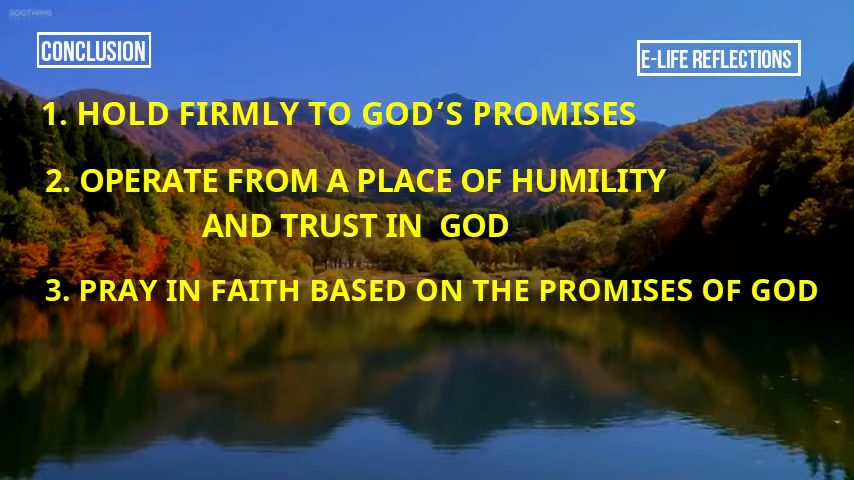 SOOTHING
CONCLUSION
E-LIFE REFLECTIONS
1. HOLD FIRMLY TO GOD'S PROMISES
2. OPERATE FROM A PLACE OF HUMILITY
AND TRUST IN GOD
3. PRAY IN FAITH BASED ON THE PROMISES OF GOD